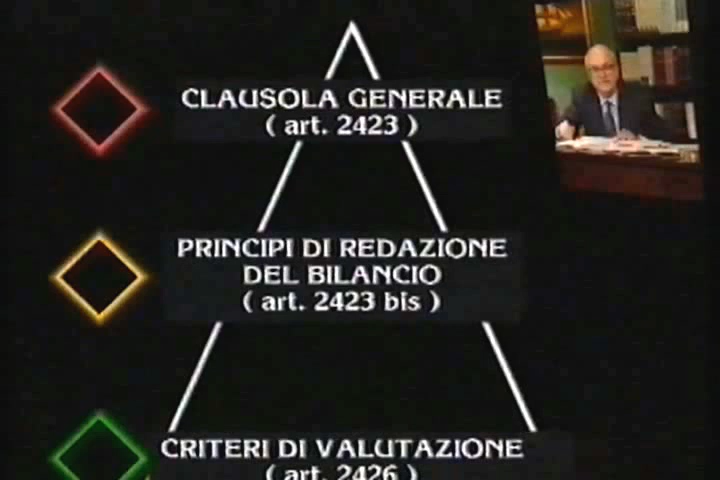 CLAUSOLA GENERALE
( art. 2423 )
PRINCIPI DI REDAZIONE
DEL BILANCIO
( art. 2423 bis )
CRITERI DI VALUTAZIONE
( art. 2426 )